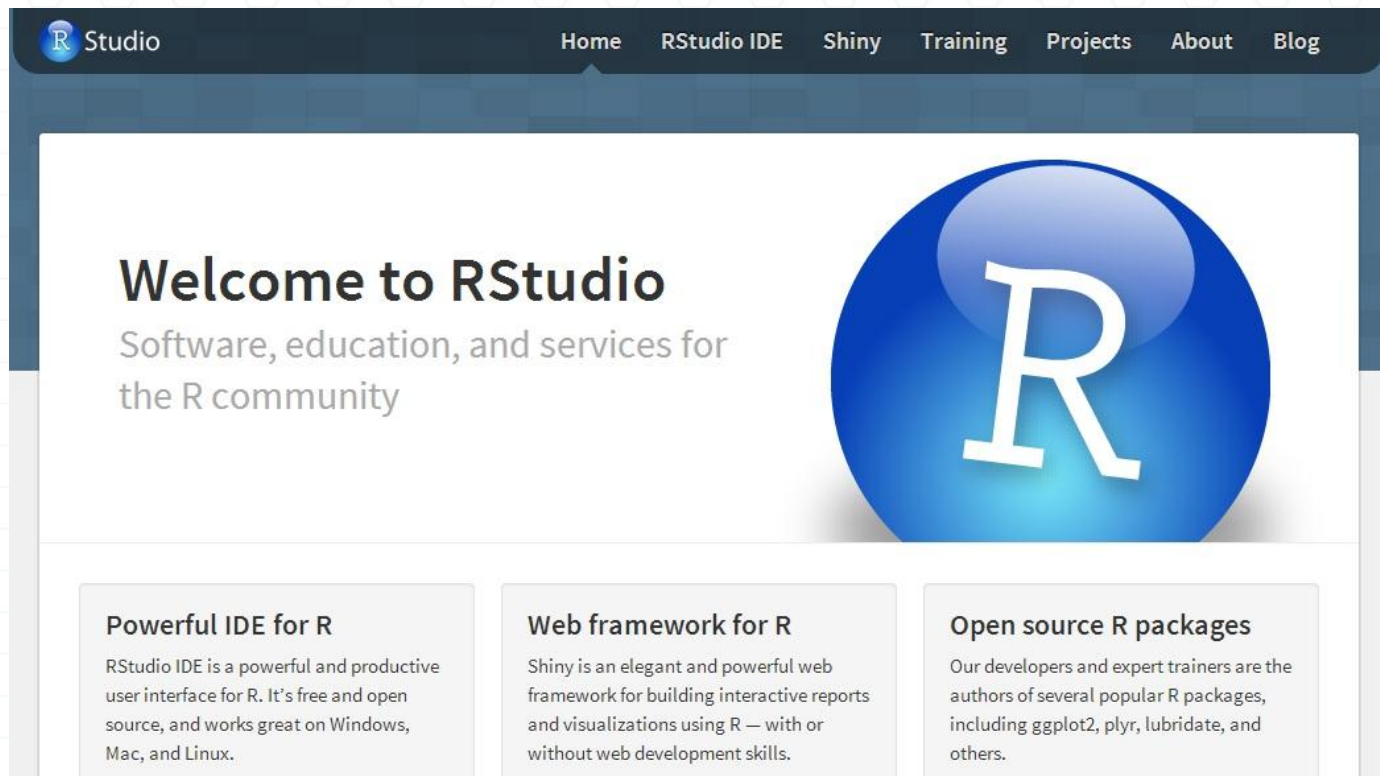 R Studio
Home RStudio IDE Shiny Training Projects About Blog
Welcome to RStudio
Software, education, and services for
the R community
R
Powerful IDE for R
RStudio IDE is a powerful and productive
user interface for R. It's free and open
source, and works great on Windows,
Mac, and Linux.
Web framework for R
Shiny is an elegant and powerful web
framework for building interactive reports
and visualizations using R — with or
without web development skills.
Open source R packages
Our developers and expert trainers are the
authors of several popular R packages,
including ggplot2, plyr, lubridate, and
others.